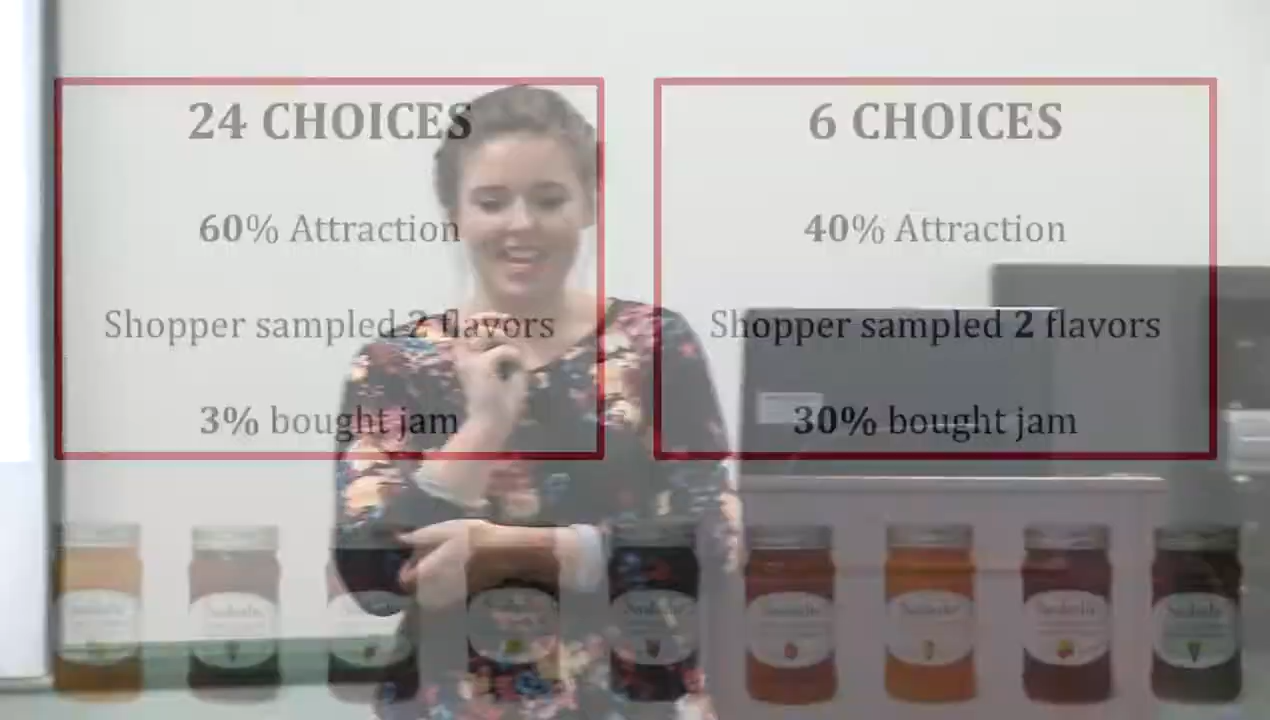 24 CHOICES
60% Attraction
Shopper sampled 2 flavors
3% bought jam
6 CHOICES
40% Attraction
Shopper sampled 2 flavors
30% bought jam